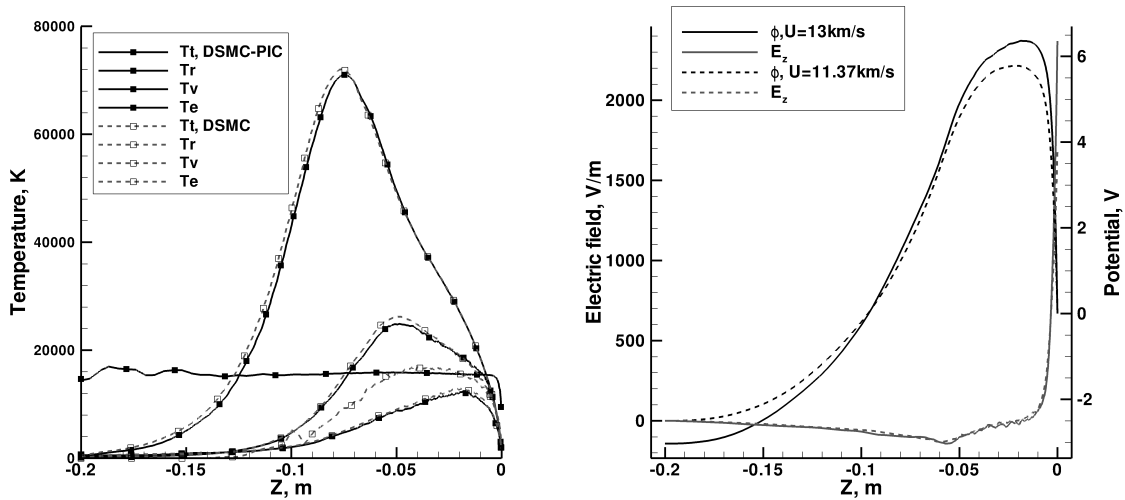 80000
60000
40000
20000
0
Temperature, K
Tt, DSMC-PIC
Tr
Tv
Te
Tt, DSMC
Tr
Tv
Te
-0.2
-0.15
-0.1
-0.05
0
Z, m
2000
1500
1000
500
0
Electric field, V/m
ϕ,U=13km/s
E_z
ϕ, U=11.37km/s
E_z
6
4
2
0
-2
Potential, V
-0.2
-0.15
-0.1
-0.05
0
Z, m